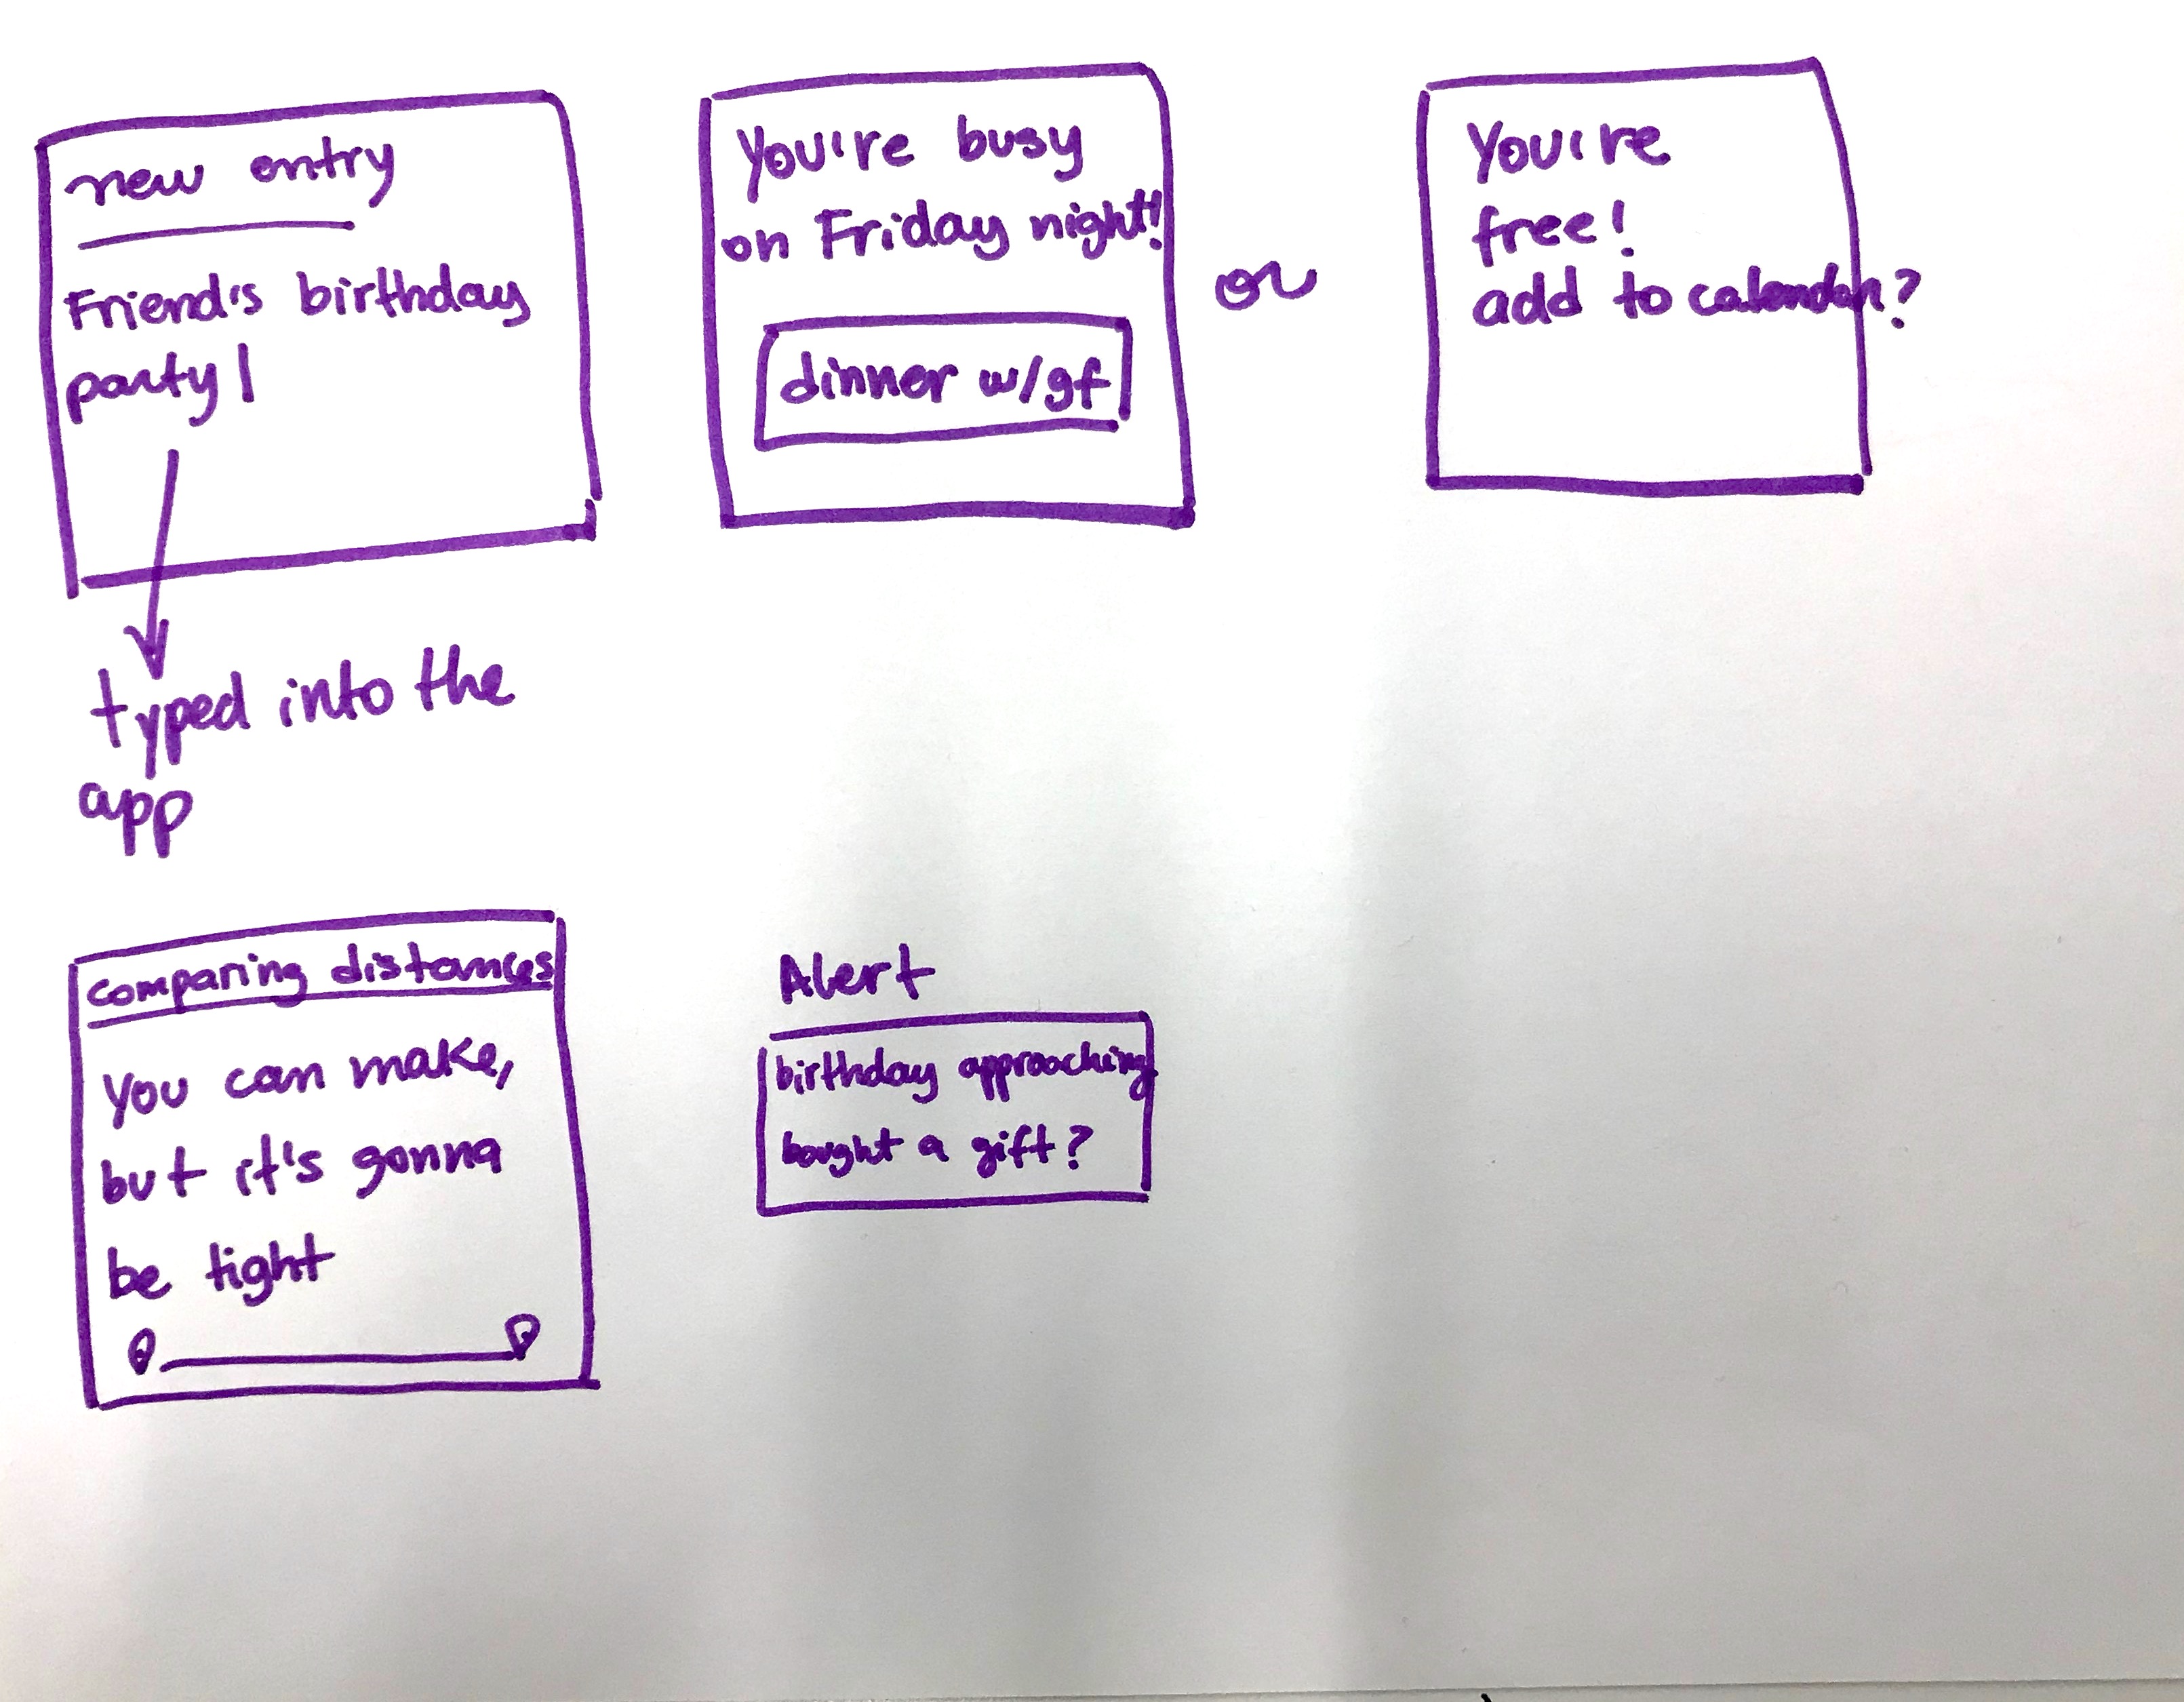 new entry
Friend's birthday
party|
typed into the
app
You're busy
on Friday night!
dinner w/gf
or
You're
free!
add to calendar?
comparing distances
you can make,
but it's gonna
be tight
Alert
birthday approaching
bought a gift?